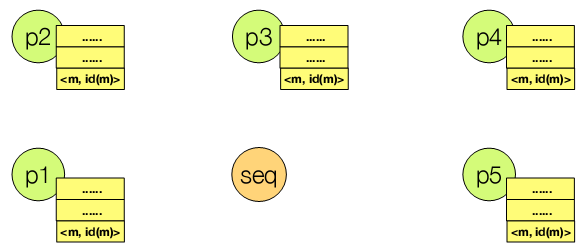 p2
......
......
<m, id(m)>
p3
......
......
<m, id(m)>
p4
......
......
<m, id(m)>
p1
......
......
<m, id(m)>
seq
p5
......
......
<m, id(m)>